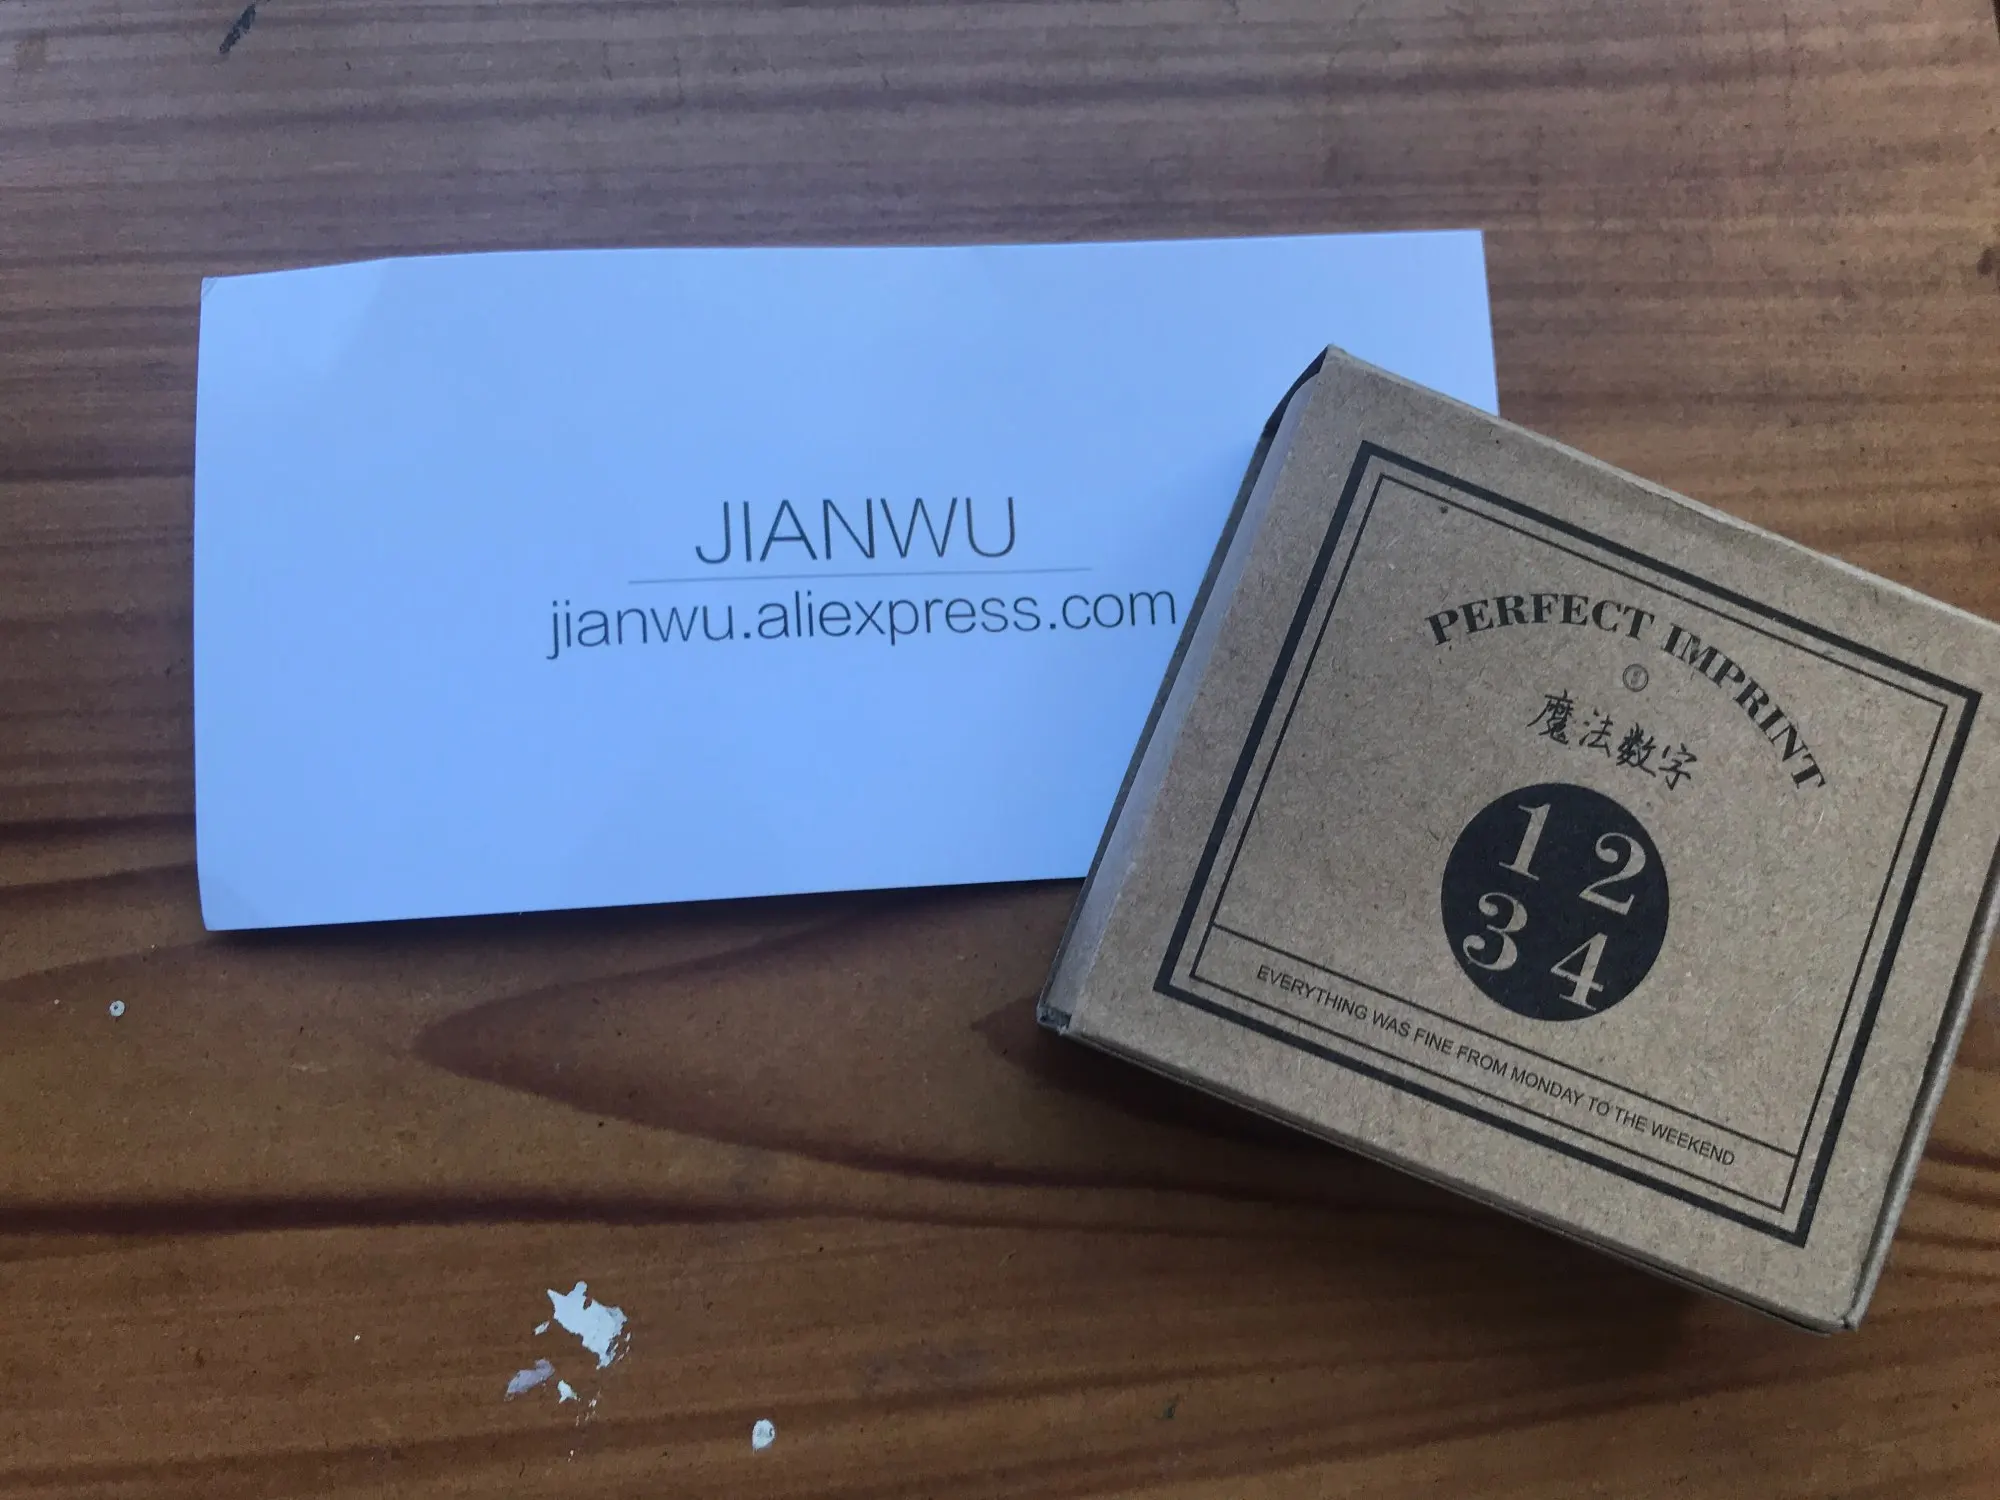 JIANWU
jianwu.aliexpress.com
PERFECT IMPRINT
魔法数字
1 2
3 4
EVERYTHING WAS FINE FROM MONDAY TO THE WEEKEND